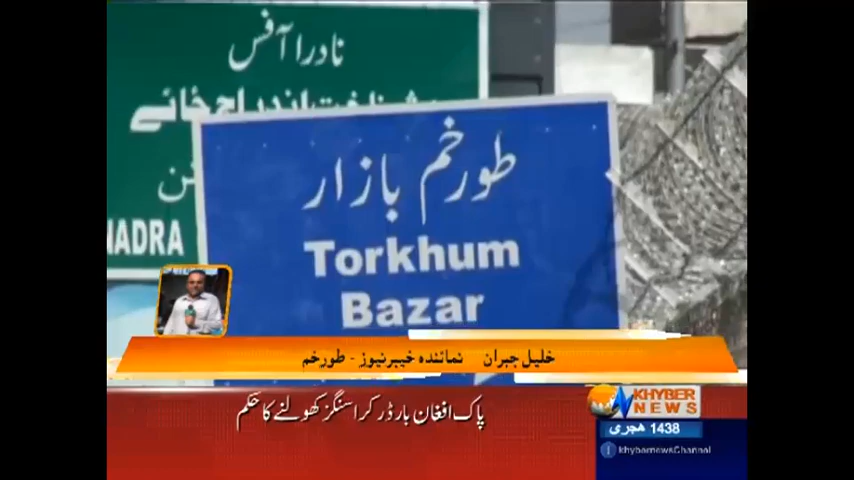 نادرا آفس
طورخم بازار
NADRA
Torkhum
Bazar
خلیل جبران نمائندہ خیبرنیوز - طورخم
پاک افغان بارڈر کراسنگز کھولنے کا حکم
KHYBER
NEWS
1438 ھجری
khybernewsChannel